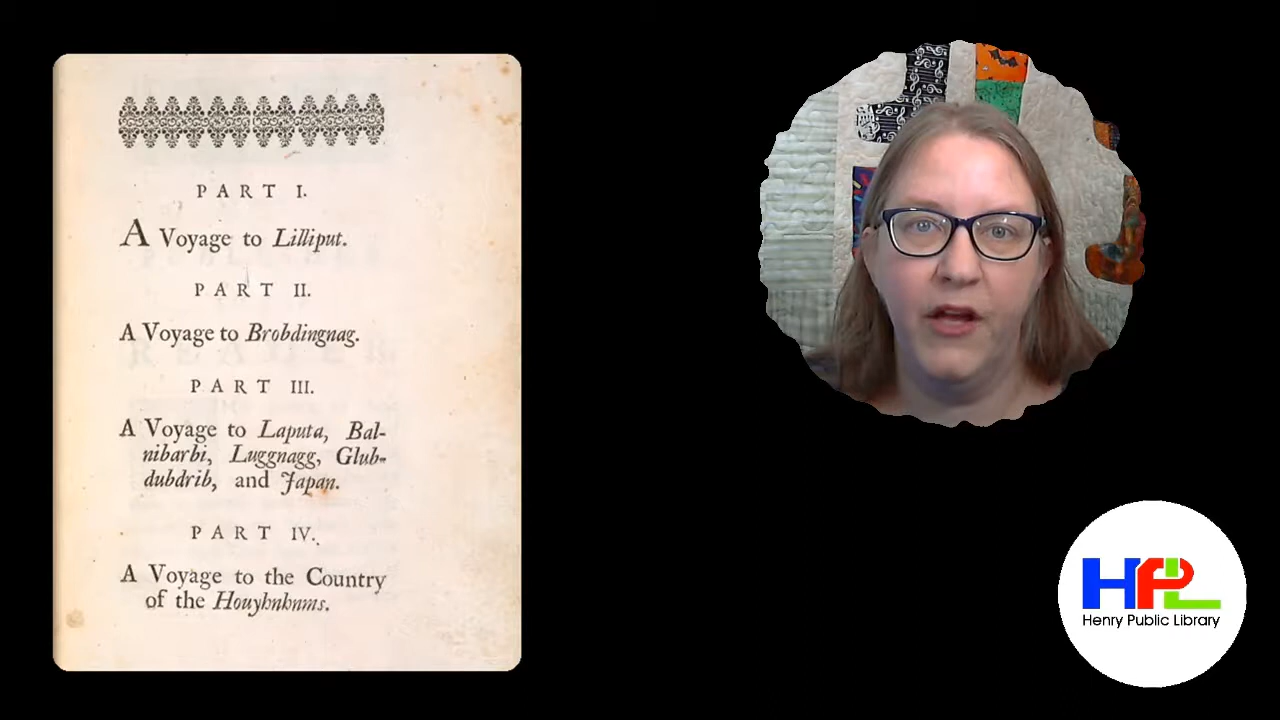 PART I.
A Voyage to Lilliput.
PART II.
A Voyage to Brobdingnag.
PART III.
A Voyage to Laputa, Bal-
nibarbi, Luggnagg, Glub-
dubdrib, and Japan.
PART IV.
A Voyage to the Country
of the Houyhnhnms.
HPL
Henry Public Library